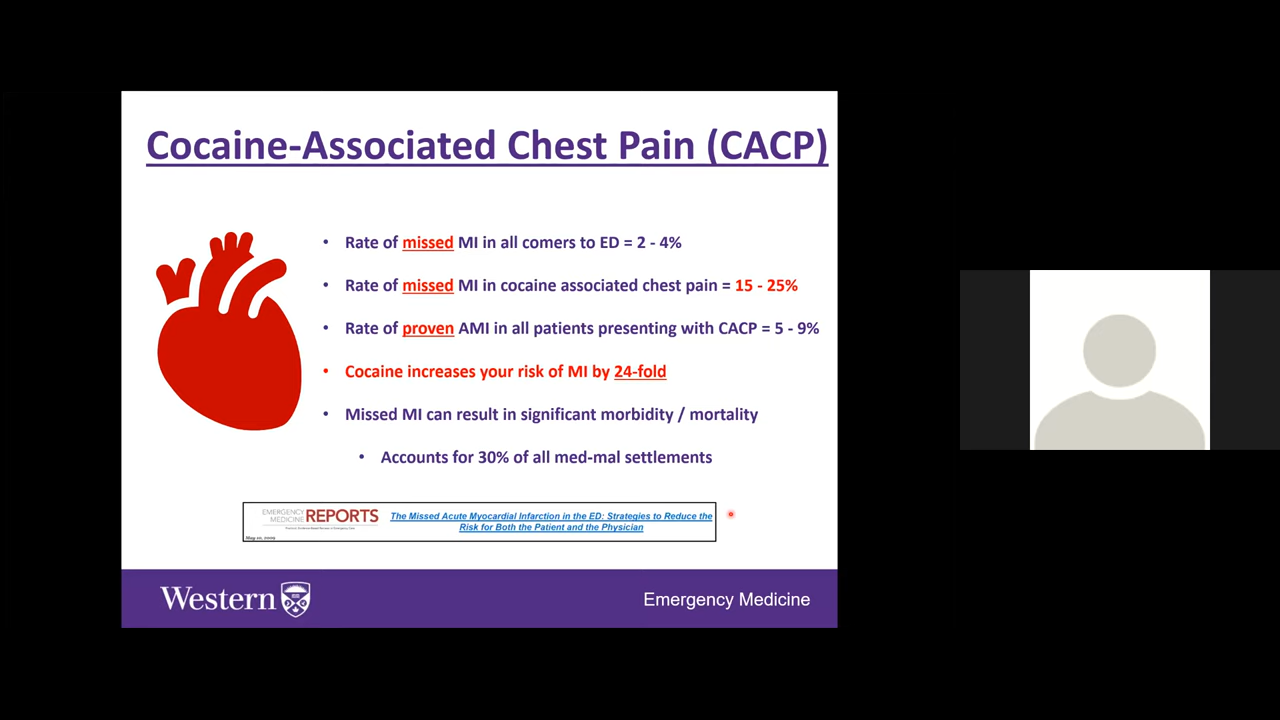 Cocaine-Associated Chest Pain (CACP)
• Rate of missed MI in all comers to ED = 2 - 4%
• Rate of missed MI in cocaine associated chest pain = 15 - 25%
• Rate of proven AMI in all patients presenting with CACP = 5 - 9%
• Cocaine increases your risk of MI by 24-fold
• Missed MI can result in significant morbidity / mortality
• Accounts for 30% of all med-mal settlements
EMERGENCY MEDICINE REPORTS
The Missed Acute Myocardial Infarction in the ED: Strategies to Reduce the
Risk for Both the Patient and the Physician
Western
Emergency Medicine